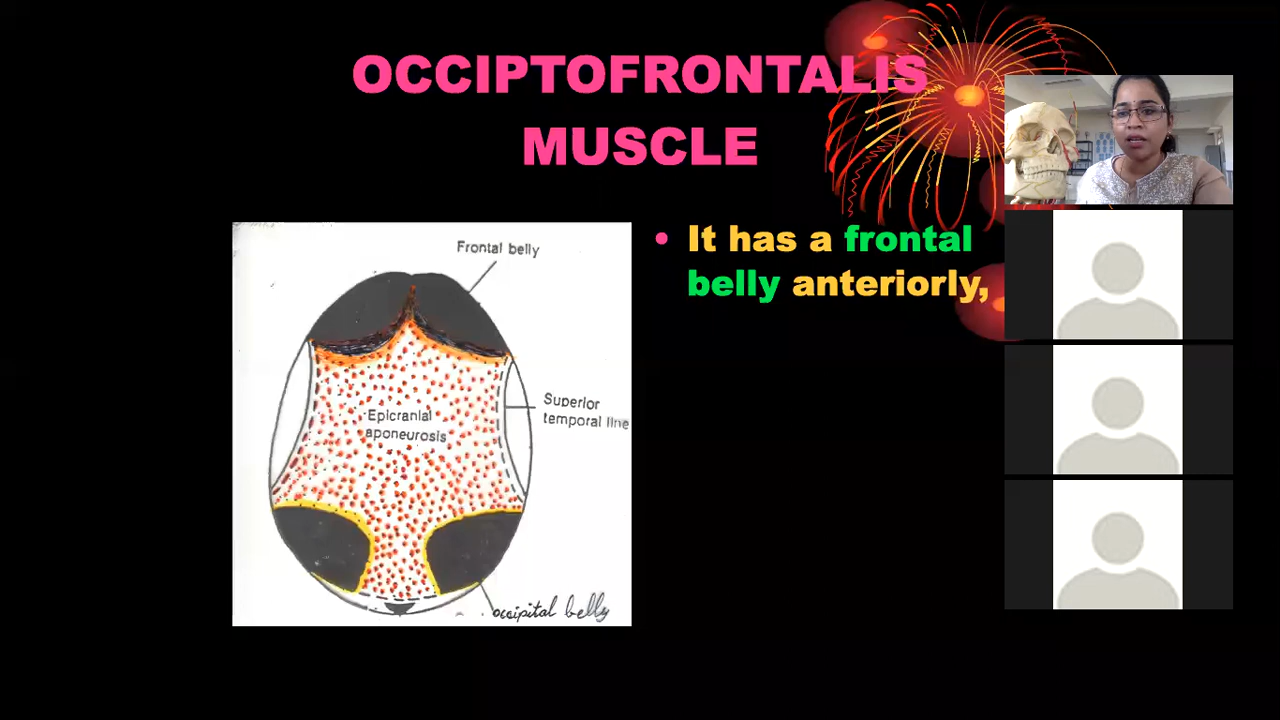 OCCIPTOFRONTALIS
MUSCLE
Frontal belly
Superior
temporal line
Epicranial
aponeurosis
occipital belly
• It has a frontal
belly anteriorly,